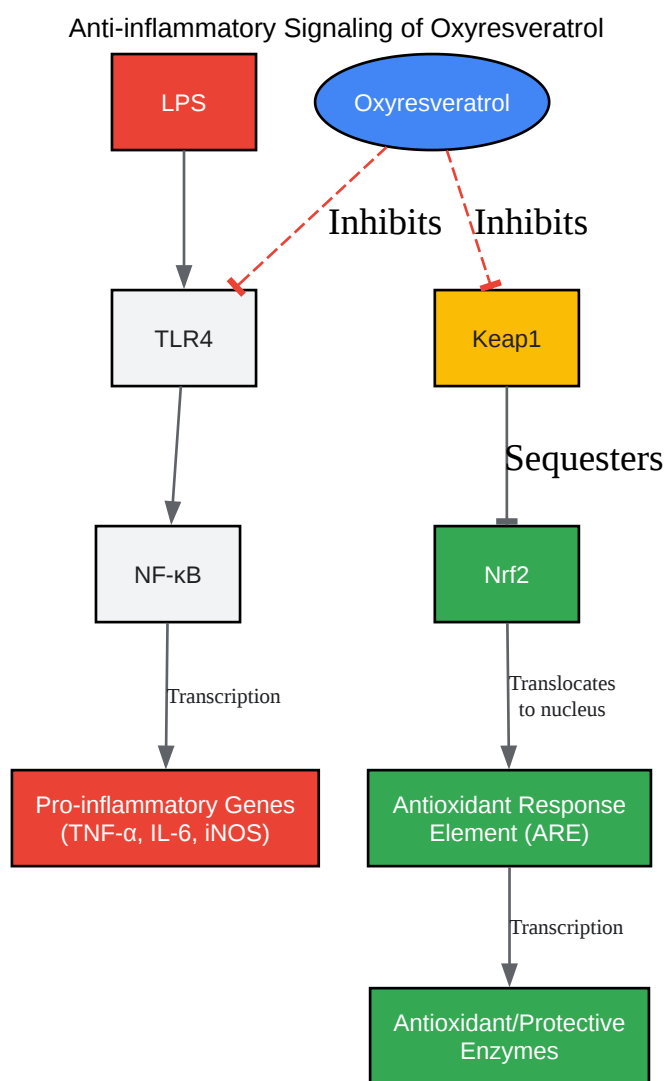 Anti-inflammatory Signaling of Oxyresveratrol
LPS
Oxyresveratrol
Inhibits
Inhibits
TLR4
Keap1
Sequesters
NF-κB
Nrf2
Transcription
Translocates
to nucleus
Pro-inflammatory Genes
(TNF-α, IL-6, iNOS)
Antioxidant Response
Element (ARE)
Transcription
Antioxidant/Protective
Enzymes